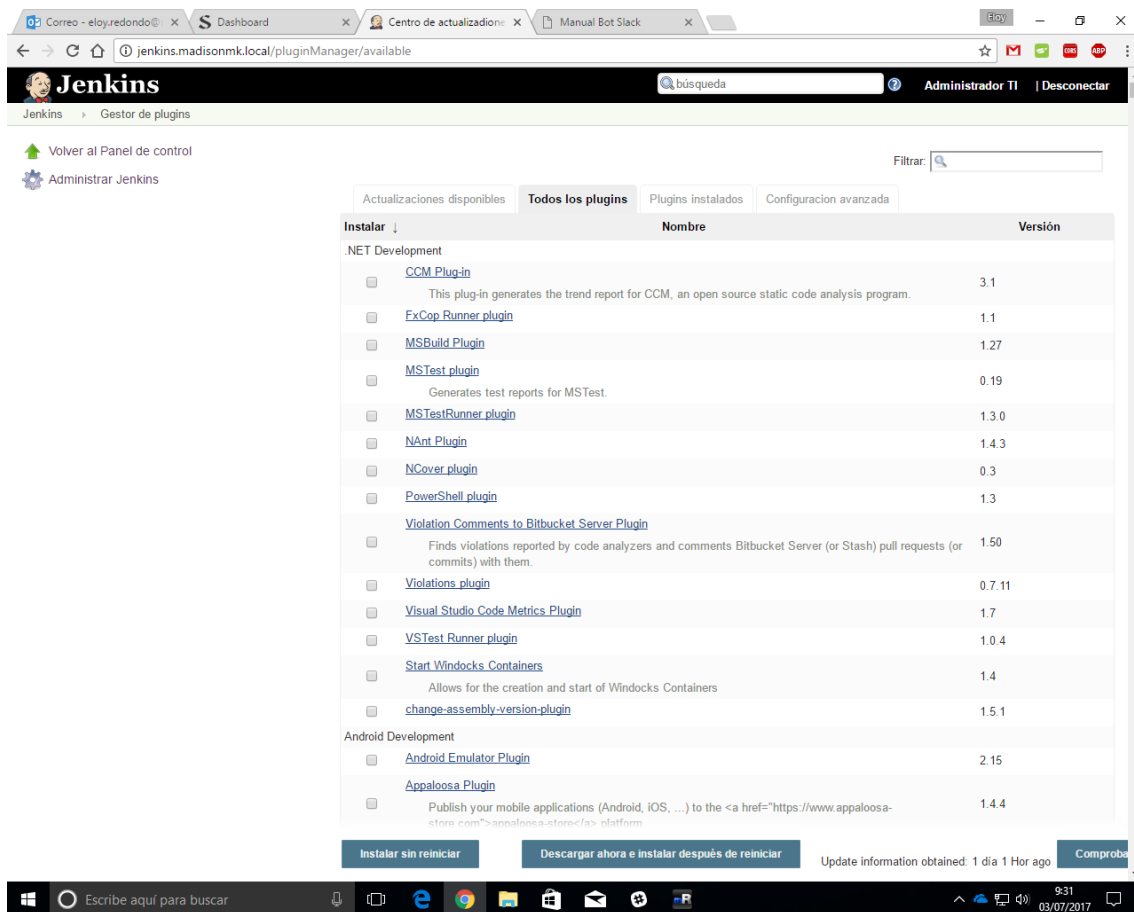 Correo - eloy.redondo@
Dashboard
Centro de actualizadione
Manual Bot Slack
Eloy
jenkins.madisonmk.local/pluginManager/available
CORS
ABP
Jenkins
búsqueda
Administrador TI
| Desconectar
Jenkins
Gestor de plugins
Volver al Panel de control
Administrar Jenkins
Filtrar:
Actualizaciones disponibles
Todos los plugins
Plugins instalados
Configuracion avanzada
Instalar ↓
Nombre
Versión
.NET Development
CCM Plug-in
This plug-in generates the trend report for CCM, an open source static code analysis program.
3.1
FxCop Runner plugin
1.1
MSBuild Plugin
1.27
MSTest plugin
Generates test reports for MSTest.
0.19
MSTestRunner plugin
1.3.0
NAnt Plugin
1.4.3
NCover plugin
0.3
PowerShell plugin
1.3
Violation Comments to Bitbucket Server Plugin
Finds violations reported by code analyzers and comments Bitbucket Server (or Stash) pull requests (or
commits) with them.
1.50
Violations plugin
0.7.11
Visual Studio Code Metrics Plugin
1.7
VSTest Runner plugin
1.0.4
Start Windocks Containers
Allows for the creation and start of Windocks Containers
1.4
change-assembly-version-plugin
1.5.1
Android Development
Android Emulator Plugin
2.15
Appaloosa Plugin
Publish your mobile applications (Android, iOS, ...) to the <a href="https://www.appaloosa-
store.com">appaloosa-store</a> platform
1.4.4
Instalar sin reiniciar
Descargar ahora e instalar después de reiniciar
Update information obtained: 1 día 1 Hor ago
Comproba
Escribe aquí para buscar
9:31
03/07/2017